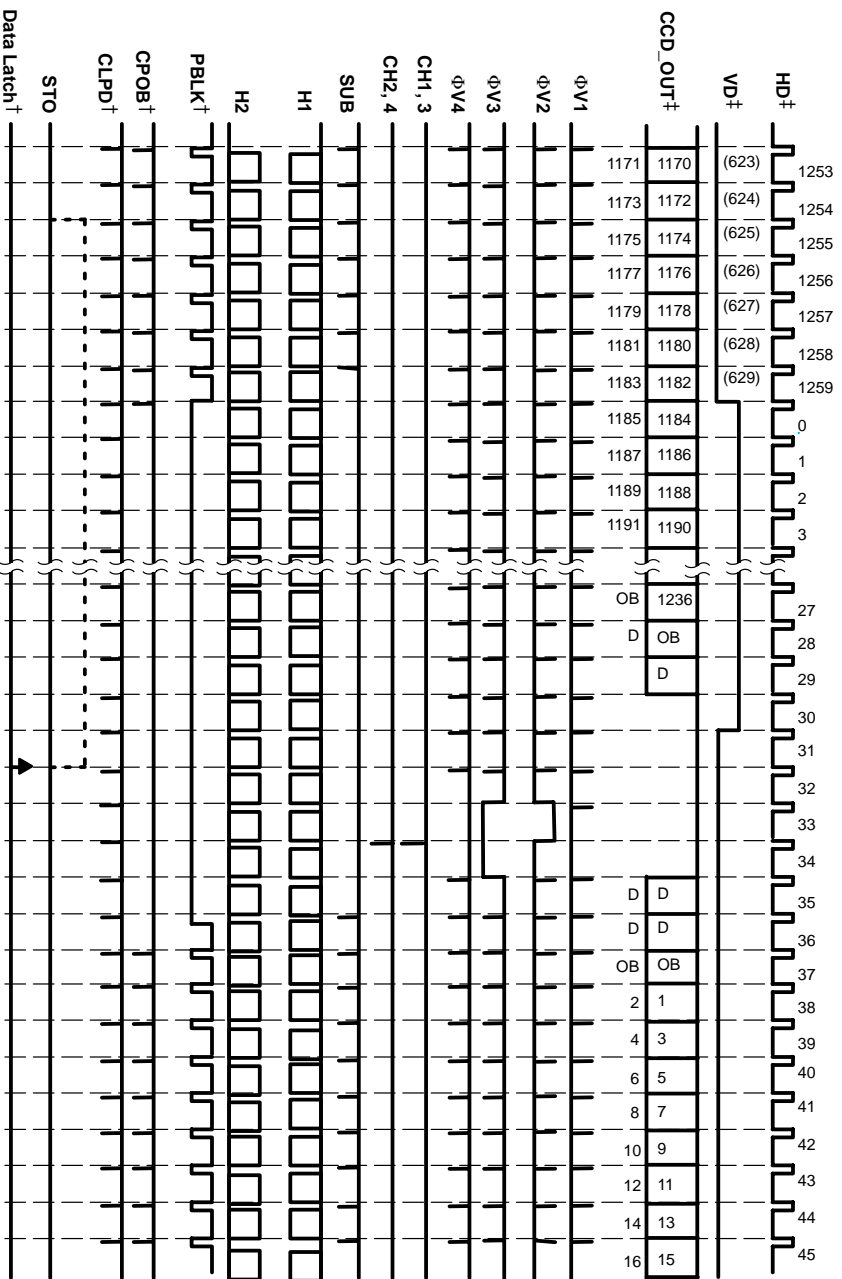 HD‡
VD‡
CCD_OUT‡
ΦV1
ΦV2
ΦV3
ΦV4
CH1, 3
CH2, 4
SUB
H1
H2
PBLK†
CPOB†
CLPD†
STO
Data Latch†
1253
1254
1255
1256
1257
1258
1259
0
1
2
3
27
28
29
30
31
32
33
34
35
36
37
38
39
40
41
42
43
44
45
(623)
(624)
(625)
(626)
(627)
(628)
(629)
1170
1172
1174
1176
1178
1180
1182
1184
1186
1188
1190
1236
OB
D
D
D
OB
1
3
5
7
9
11
13
15
1171
1173
1175
1177
1179
1181
1183
1185
1187
1189
1191
OB
D
D
D
OB
2
4
6
8
10
12
14
16